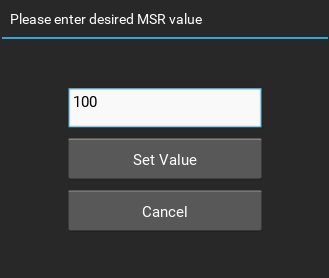 Please enter desired MSR value
100
Set Value
Cancel